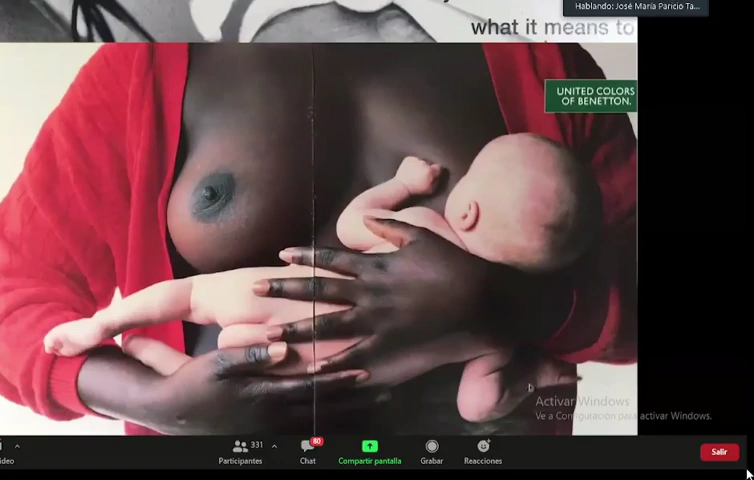 Hablando: José María Paricio Ta...
what it means to
UNITED COLORS
OF BENETTON.
Activar Windows
Ve a Configuración para activar Windows.
331
80
Participantes
Chat
Compartir pantalla
Grabar
Reacciones
Salir